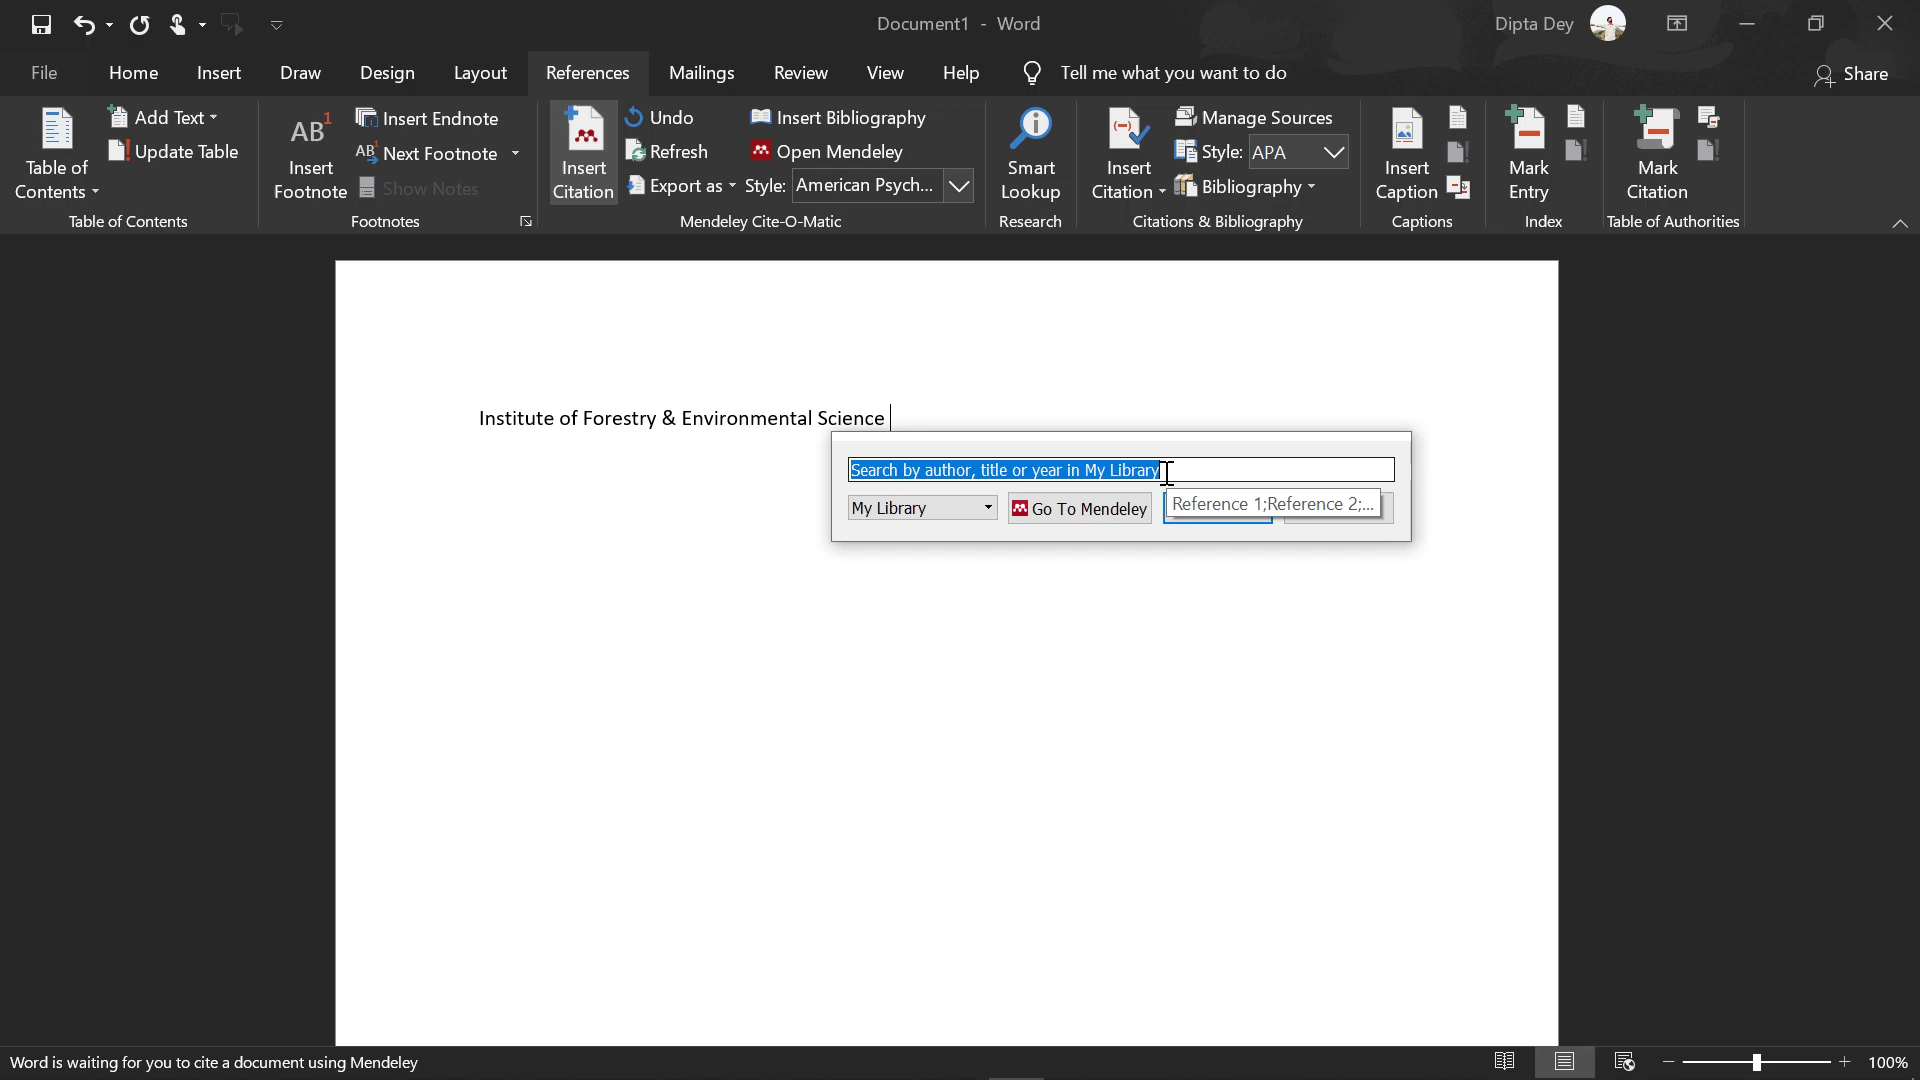 Document1 - Word
Dipta Dey
File Home Insert Draw Design Layout References Mailings Review View Help Tell me what you want to do Share
Table of Contents
Add Text
Update Table
Table of Contents
AB1 Insert Footnote
Insert Endnote
AB Next Footnote
Show Notes
Footnotes
Insert Citation
Undo
Refresh
Export as
Insert Bibliography
Open Mendeley
Style: American Psych...
Mendeley Cite-O-Matic
Smart Lookup
Research
Insert Citation
Manage Sources
Style: APA
Bibliography
Citations & Bibliography
Insert Caption
Captions
Mark Entry
Index
Mark Citation
Table of Authorities
Institute of Forestry & Environmental Science
Search by author, title or year in My Library
My Library
Go To Mendeley
Reference 1;Reference 2;...
Word is waiting for you to cite a document using Mendeley
100%